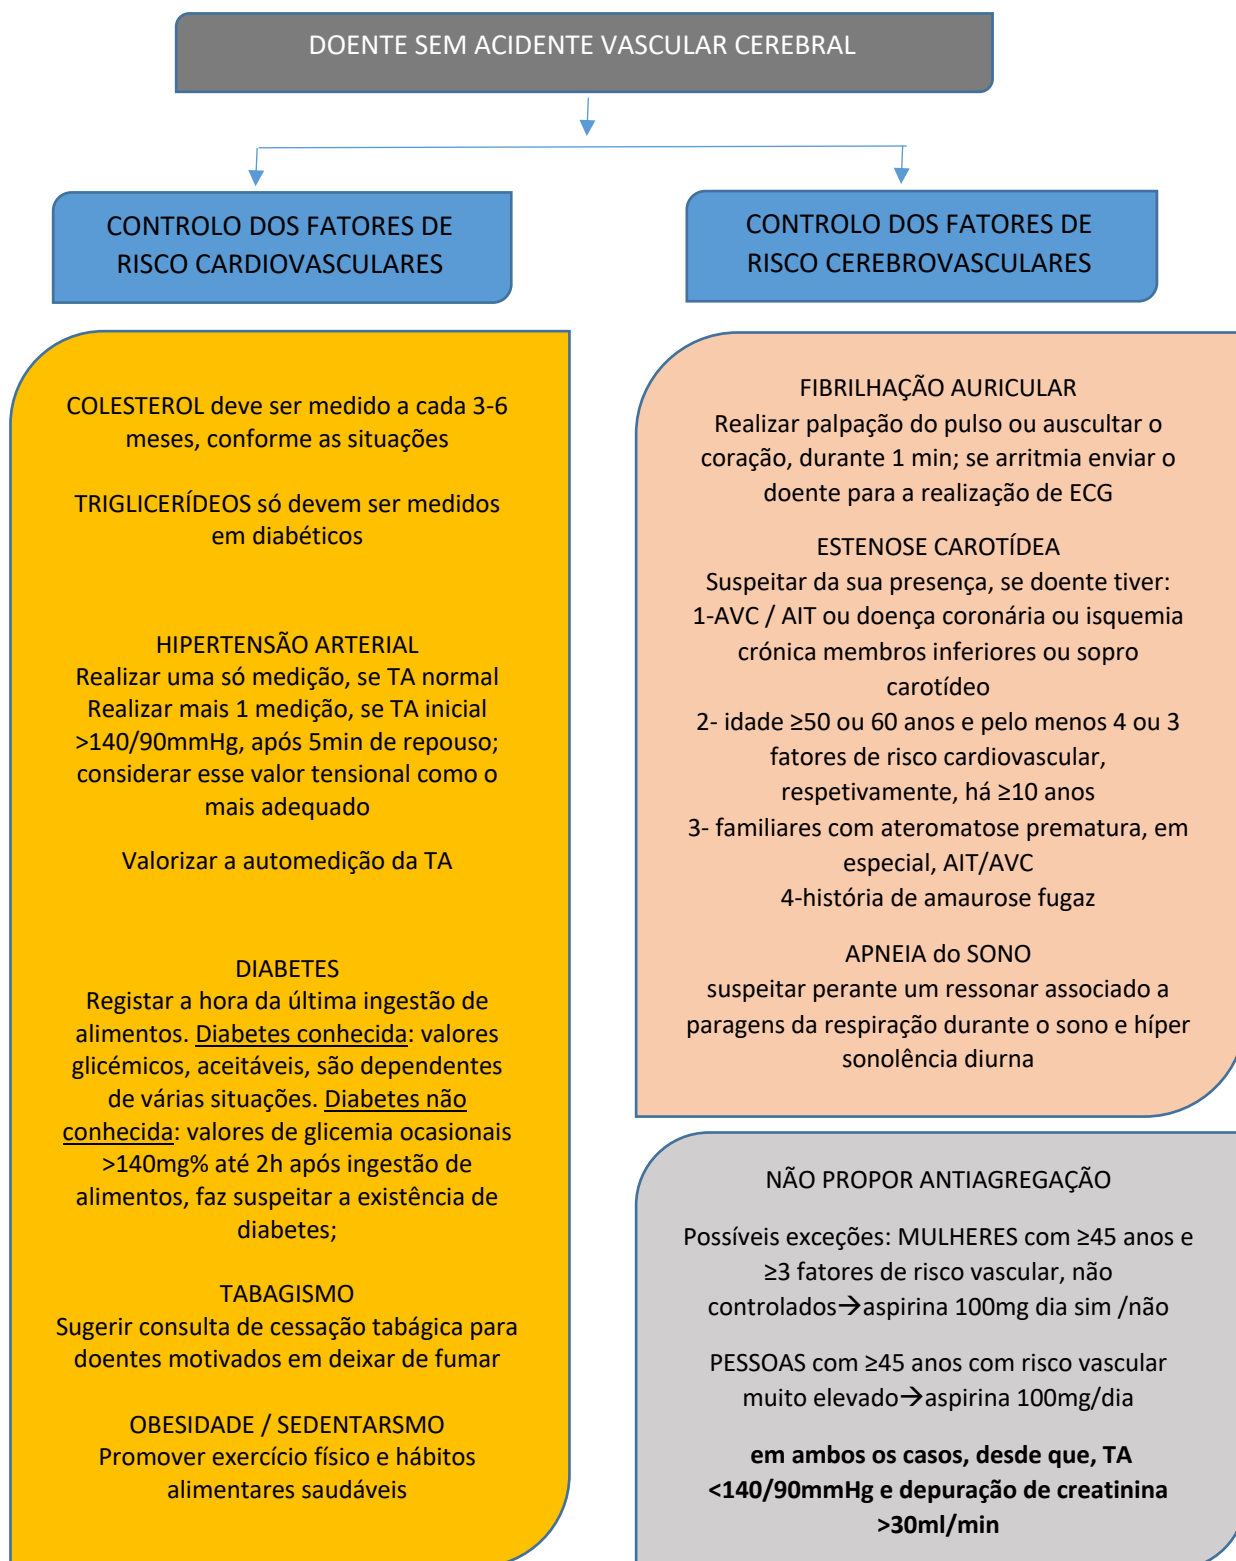 DOENTE SEM ACIDENTE VASCULAR CEREBRAL
CONTROLO DOS FATORES DE
RISCO CARDIOVASCULARES
COLESTEROL deve ser medido a cada 3-6
meses, conforme as situações
TRIGLICERÍDEOS só devem ser medidos
em diabéticos
HIPERTENSÃO ARTERIAL
Realizar uma só medição, se TA normal
Realizar mais 1 medição, se TA inicial
>140/90mmHg, após 5min de repouso;
considerar esse valor tensional como o
mais adequado
Valorizar a automedição da TA
DIABETES
Registar a hora da última ingestão de
alimentos. Diabetes conhecida: valores
glicémicos, aceitáveis, são dependentes
de várias situações. Diabetes não
conhecida: valores de glicemia ocasionais
>140mg% até 2h após ingestão de
alimentos, faz suspeitar a existência de
diabetes;
TABAGISMO
Sugerir consulta de cessação tabágica para
doentes motivados em deixar de fumar
OBESIDADE / SEDENTARSMO
Promover exercício físico e hábitos
alimentares saudáveis
CONTROLO DOS FATORES DE
RISCO CEREBROVASCULARES
FIBRILHAÇÃO AURICULAR
Realizar palpação do pulso ou auscultar o
coração, durante 1 min; se arritmia enviar o
doente para a realização de ECG
ESTENOSE CAROTÍDEA
Suspeitar da sua presença, se doente tiver:
1-AVC / AIT ou doença coronária ou isquemia
crónica membros inferiores ou sopro
carotídeo
2- idade ≥50 ou 60 anos e pelo menos 4 ou 3
fatores de risco cardiovascular,
respetivamente, há ≥10 anos
3- familiares com ateromatose prematura, em
especial, AIT/AVC
4-história de amaurose fugaz
APNEIA do SONO
suspeitar perante um ressonar associado a
paragens da respiração durante o sono e híper
sonolência diurna
NÃO PROPOR ANTIAGREGAÇÃO
Possíveis exceções: MULHERES com ≥45 anos e
≥3 fatores de risco vascular, não
controlados→aspirina 100mg dia sim /não
PESSOAS com ≥45 anos com risco vascular
muito elevado→aspirina 100mg/dia
em ambos os casos, desde que, TA
<140/90mmHg e depuração de creatinina
>30ml/min